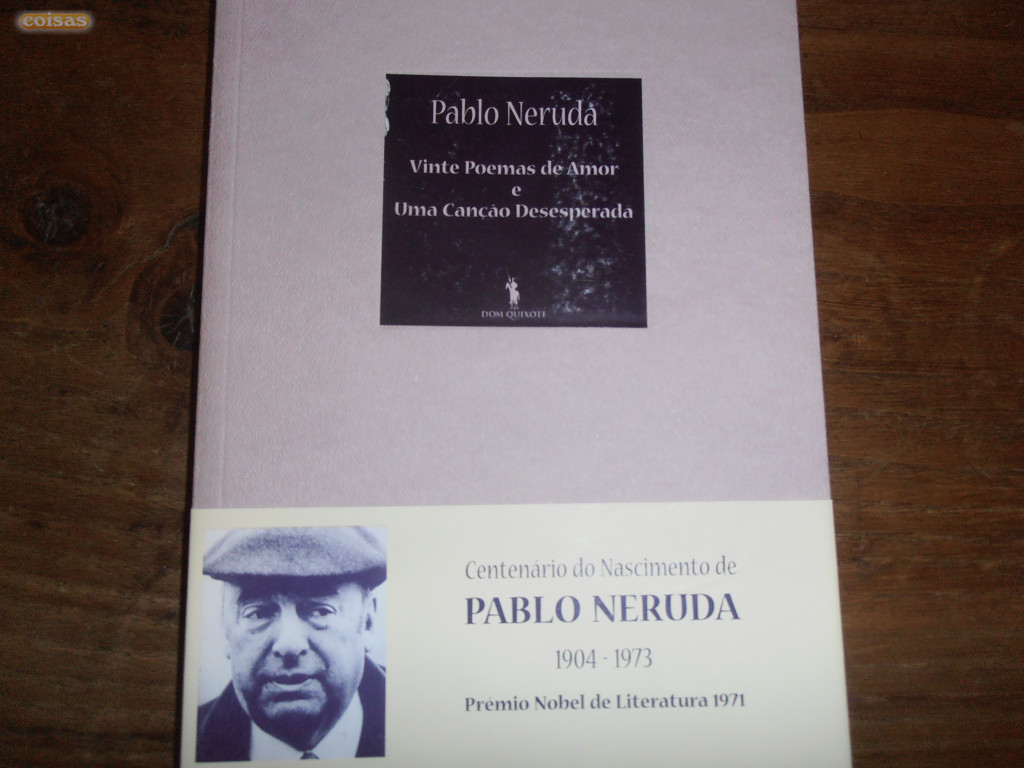 coisas
Pablo Neruda
Vinte Poemas de Amor
e
Uma Canção Desesperada
DOM QUIXOTE
Centenário do Nascimento de
PABLO NERUDA
1904 - 1973
Prémio Nobel de Literatura 1971